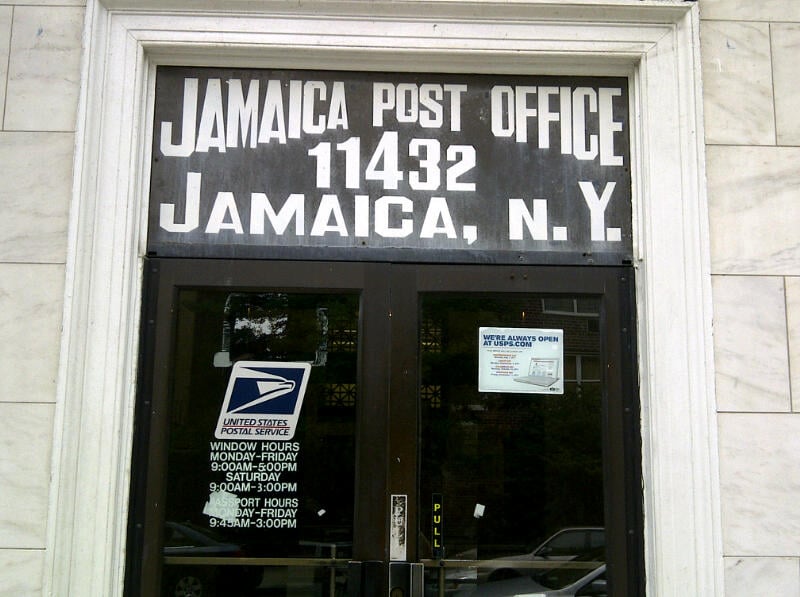 JAMAICA POST OFFICE
11432
JAMAICA, N.Y.
WE'RE ALWAYS OPEN
AT USPS.COM
UNITED STATES
POSTAL SERVICE
WINDOW HOURS
MONDAY-FRIDAY
9:00AM-5:00PM
SATURDAY
9:00AM-3:00PM
PASSPORT HOURS
MONDAY-FRIDAY
9:45AM-3:00PM
PULL